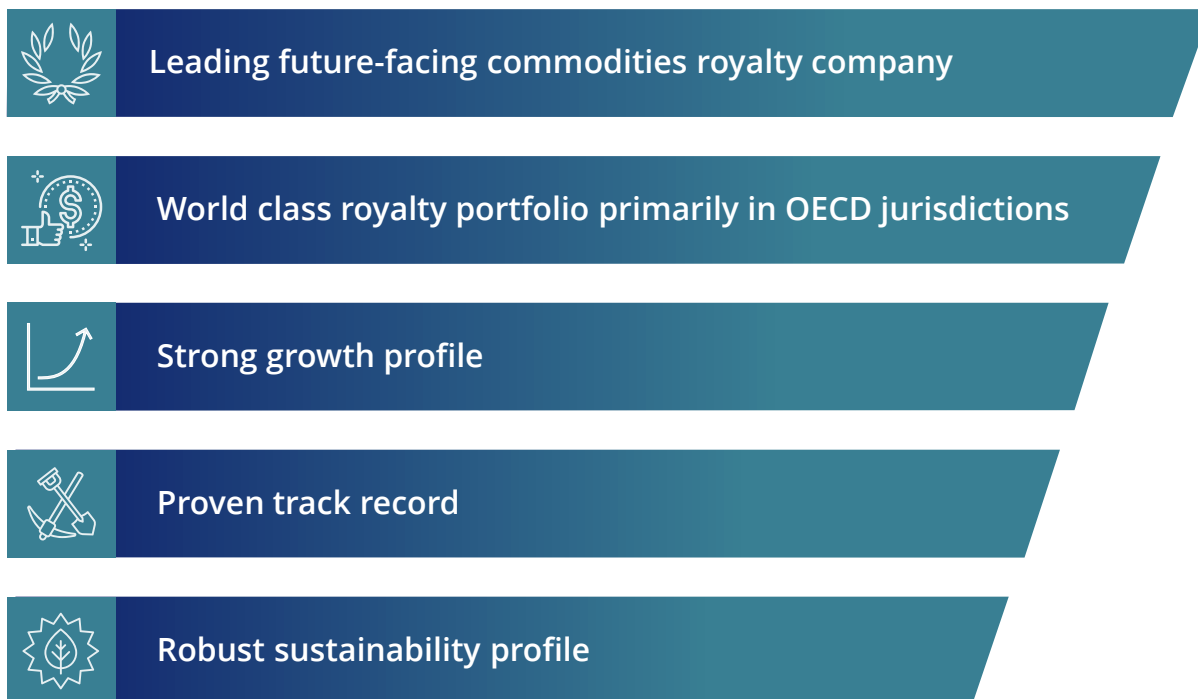 Leading future-facing commodities royalty company
World class royalty portfolio primarily in OECD jurisdictions
Strong growth profile
Proven track record
Robust sustainability profile